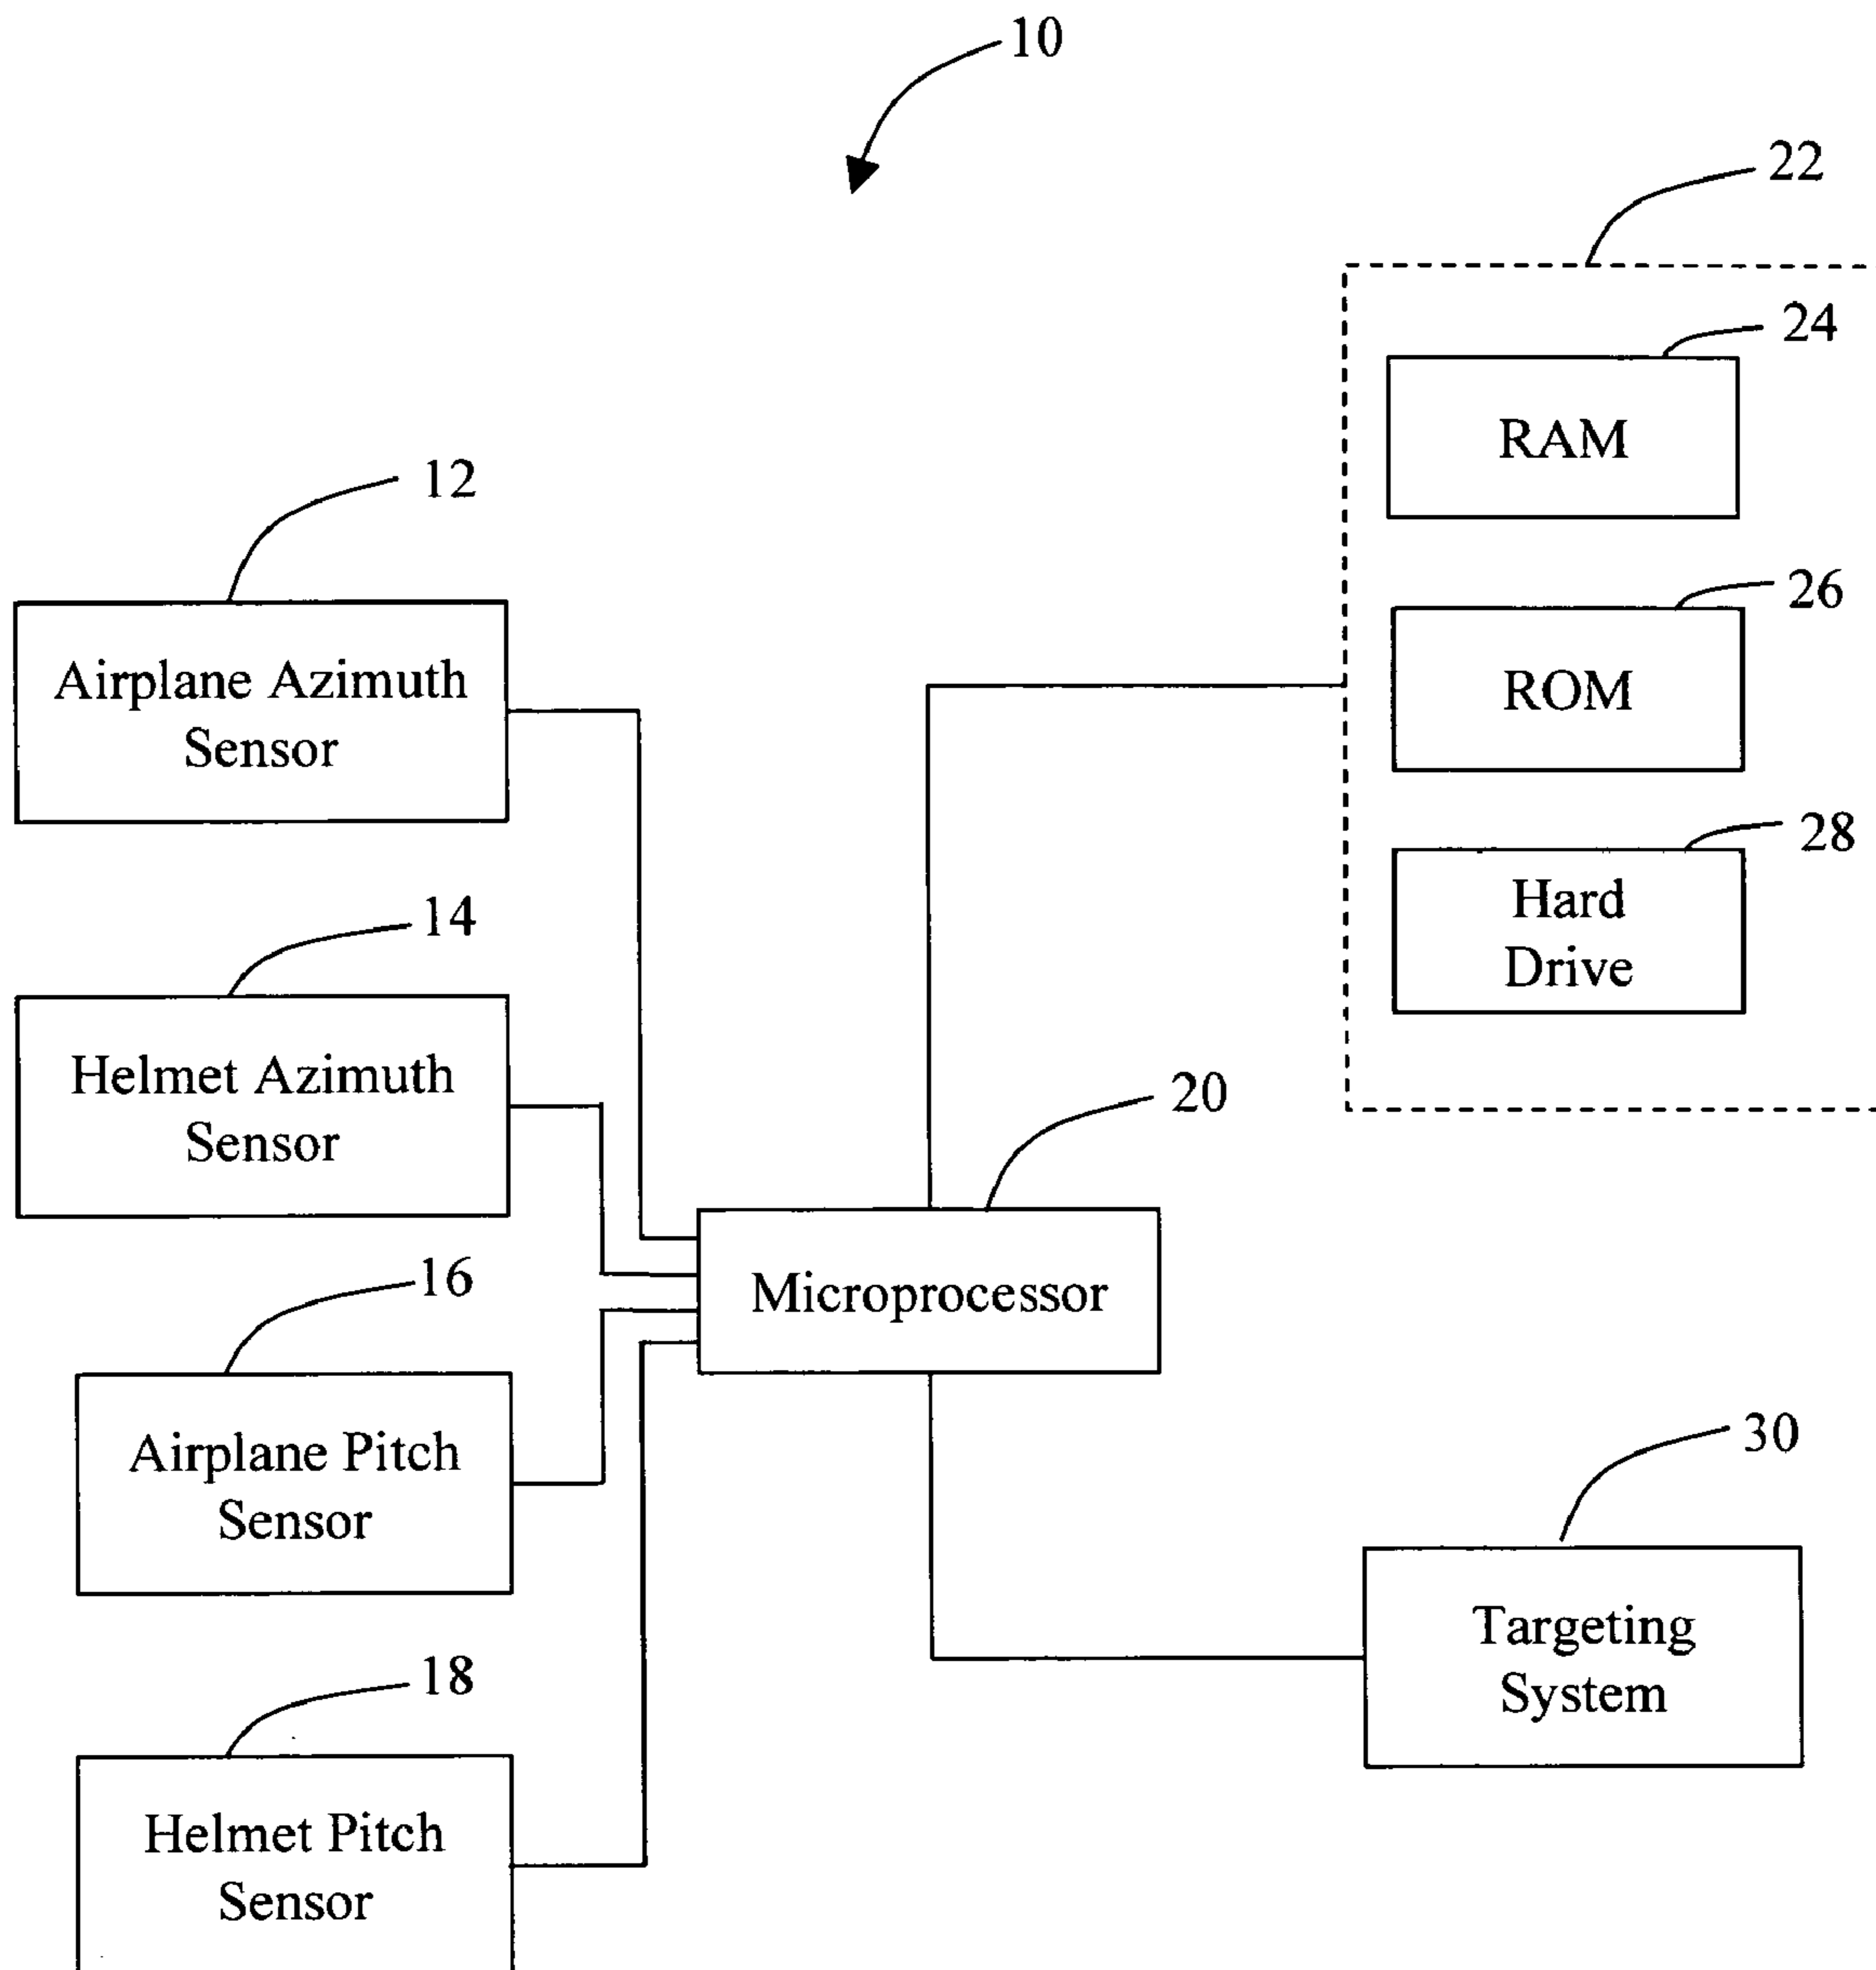 10
22
24
RAM
12
26
Airplane Azimuth
Sensor
ROM
28
Hard
Drive
14
Helmet Azimuth
Sensor
20
16
Microprocessor
Airplane Pitch
Sensor
30
Targeting
System
18
Helmet Pitch
Sensor